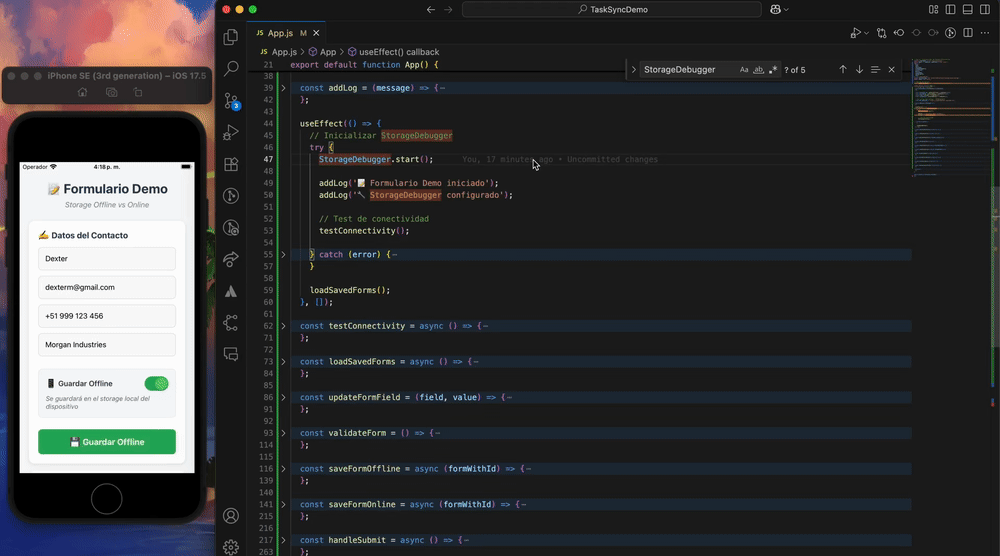 TaskSyncDemo
JS App.js M
JS App.js > App > useEffect() callback
StorageDebugger Aa ab .* ? of 5
iPhone SE (3rd generation) – iOS 17.5
Operador 4:18 p. m.
📝 Formulario Demo
Storage Offline vs Online
✍️ Datos del Contacto
Dexter
dexterm@gmail.com
+51 999 123 456
Morgan Industries
📱 Guardar Offline
Se guardará en el storage local del
dispositivo
💾 Guardar Offline
3
21 export default function App() {
38
39 const addLog = (message) => {⋯
42 };
43
44 useEffect(() => {
45 // Inicializar StorageDebugger
46 try {
47 StorageDebugger.start(); You, 17 minutes ago • Uncommitted changes
48
49 addLog('📝 Formulario Demo iniciado');
50 addLog('🔧 StorageDebugger configurado');
51
52 // Test de conectividad
53 testConnectivity();
54
55 } catch (error) {⋯
57 }
58
59 loadSavedForms();
60 }, []);
61
62 const testConnectivity = async () => {⋯
71 };
72
73 const loadSavedForms = async () => {⋯
84 };
85
86 const updateFormField = (field, value) => {⋯
91 };
92
93 const validateForm = () => {⋯
114 };
115
116 const saveFormOffline = async (formWithId) => {⋯
139 };
140
141 const saveFormOnline = async (formWithId) => {⋯
215 };
216
217 const handleSubmit = async () => {⋯
263 };